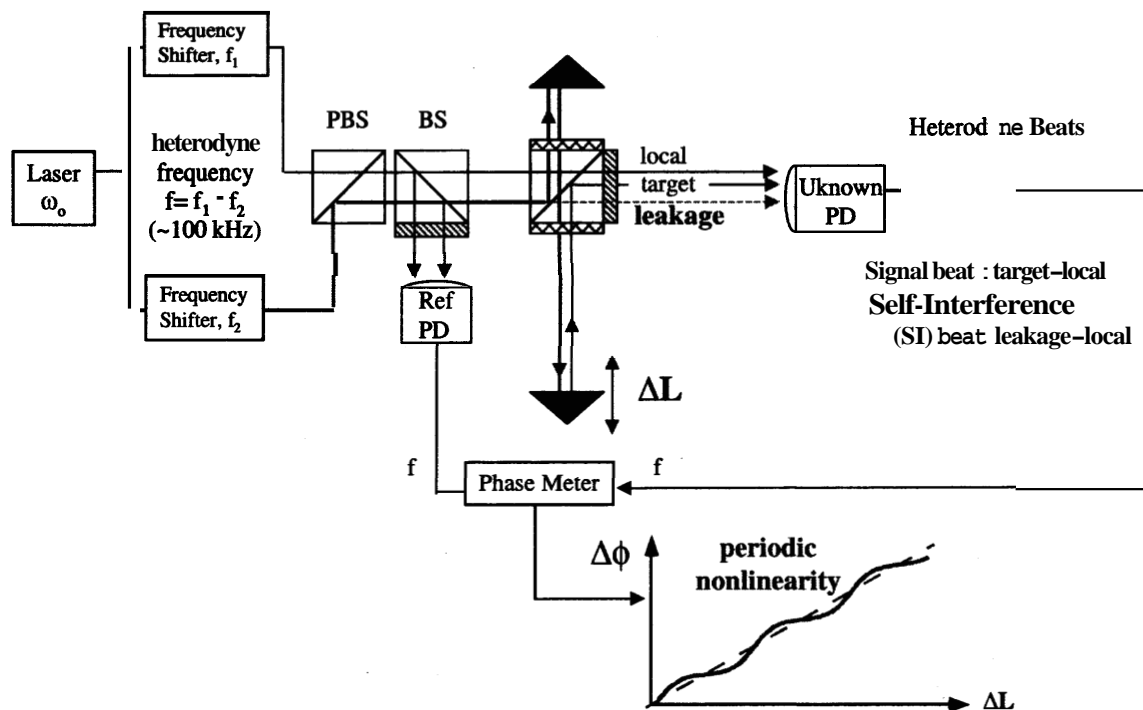 Frequency
Shifter, f1
PBS
BS
Heterod ne Beats
Laser
ωo
heterodyne
frequency
f= f1 - f2
(~100 kHz)
local
target
leakage
Uknown
PD
Frequency
Shifter, f2
Ref
PD
Signal beat : target-local
Self-Interference
(SI) beat leakage-local
ΔL
f
Phase Meter
f
Δϕ
periodic
nonlinearity
ΔL